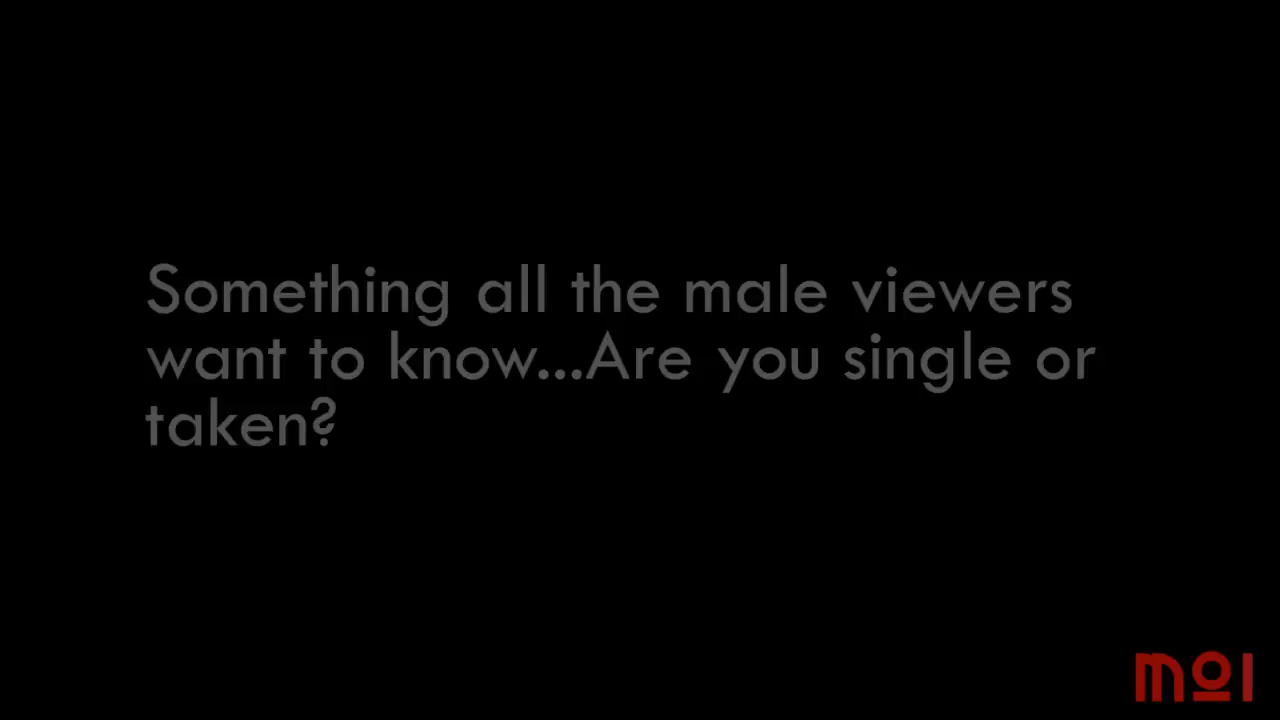 Something all the male viewers
want to know...Are you single or
taken?
moi